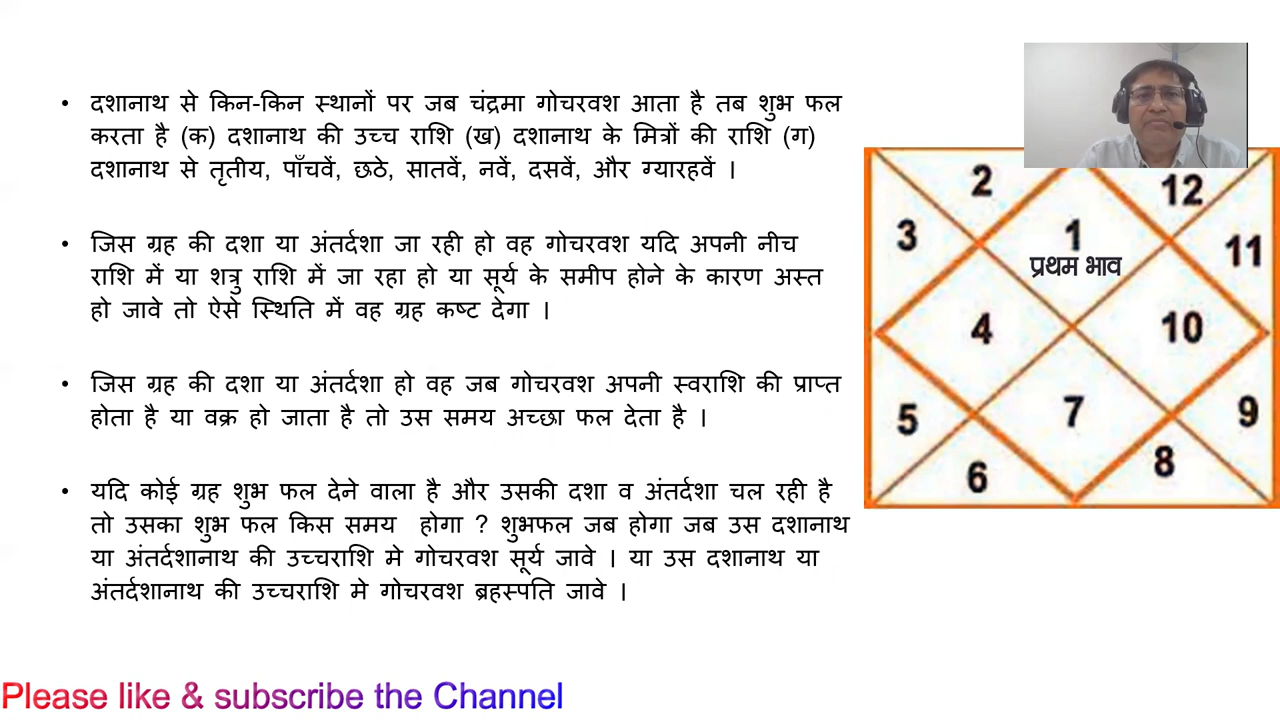 • दशानाथ से किन-किन स्थानों पर जब चंद्रमा गोचरवश आता है तब शुभ फल
करता है (क) दशानाथ की उच्च राशि (ख) दशानाथ के मित्रों की राशि (ग)
दशानाथ से तृतीय, पाँचवें, छठे, सातवें, नवें, दसवें, और ग्यारहवें ।
• जिस ग्रह की दशा या अंतर्दशा जा रही हो वह गोचरवश यदि अपनी नीच
राशि में या शत्रु राशि में जा रहा हो या सूर्य के समीप होने के कारण अस्त
हो जावे तो ऐसे स्थिति में वह ग्रह कष्ट देगा ।
• जिस ग्रह की दशा या अंतर्दशा हो वह जब गोचरवश अपनी स्वराशि की प्राप्त
होता है या वक्र हो जाता है तो उस समय अच्छा फल देता है ।
• यदि कोई ग्रह शुभ फल देने वाला है और उसकी दशा व अंतर्दशा चल रही है
तो उसका शुभ फल किस समय होगा ? शुभफल जब होगा जब उस दशानाथ
या अंतर्दशानाथ की उच्चराशि मे गोचरवश सूर्य जावे । या उस दशानाथ या
अंतर्दशानाथ की उच्चराशि मे गोचरवश ब्रहस्पति जावे ।
2
12
3
1
11
प्रथम भाव
4
10
5
7
9
6
8
Please like & subscribe the Channel